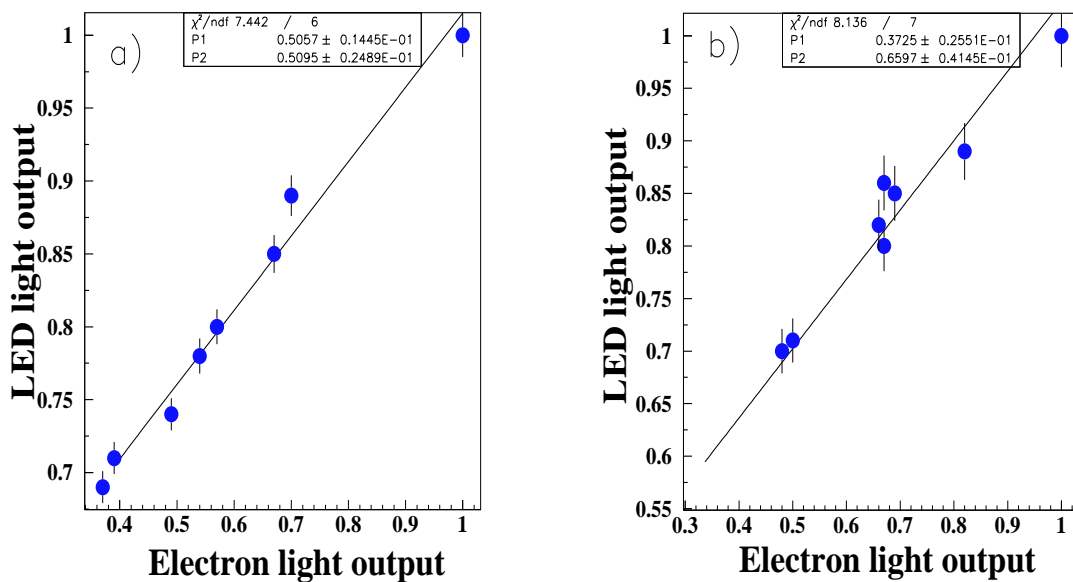 χ²/ndf 7.442 / 6
P1 0.5057 ± 0.1445E-01
P2 0.5095 ± 0.2489E-01
a)
1
0.95
0.9
0.85
0.8
0.75
0.7
LED light output
0.4 0.5 0.6 0.7 0.8 0.9 1
Electron light output
χ²/ndf 8.136 / 7
P1 0.3725 ± 0.2551E-01
P2 0.6597 ± 0.4145E-01
b)
1
0.95
0.9
0.85
0.8
0.75
0.7
0.65
0.6
0.55
LED light output
0.3 0.4 0.5 0.6 0.7 0.8 0.9 1
Electron light output